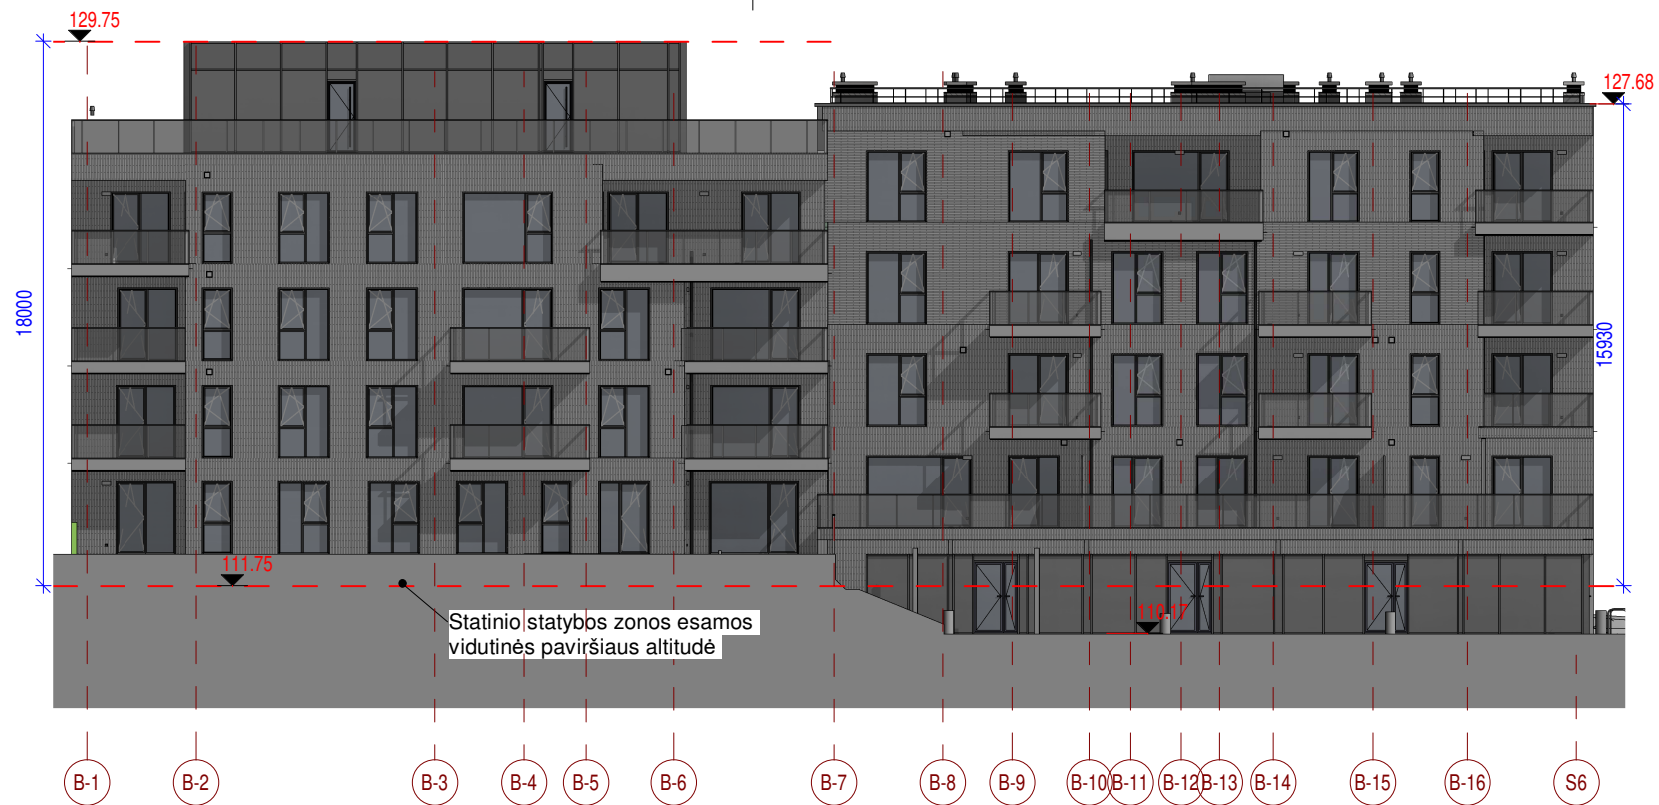 129.75
127.68
18000
15930
111.75
Statinio statybos zonos esamos
vidutinės paviršiaus altitudė
110.17
B-1
B-2
B-3
B-4
B-5
B-6
B-7
B-8
B-9
B-10
B-11
B-12
B-13
B-14
B-15
B-16
S6